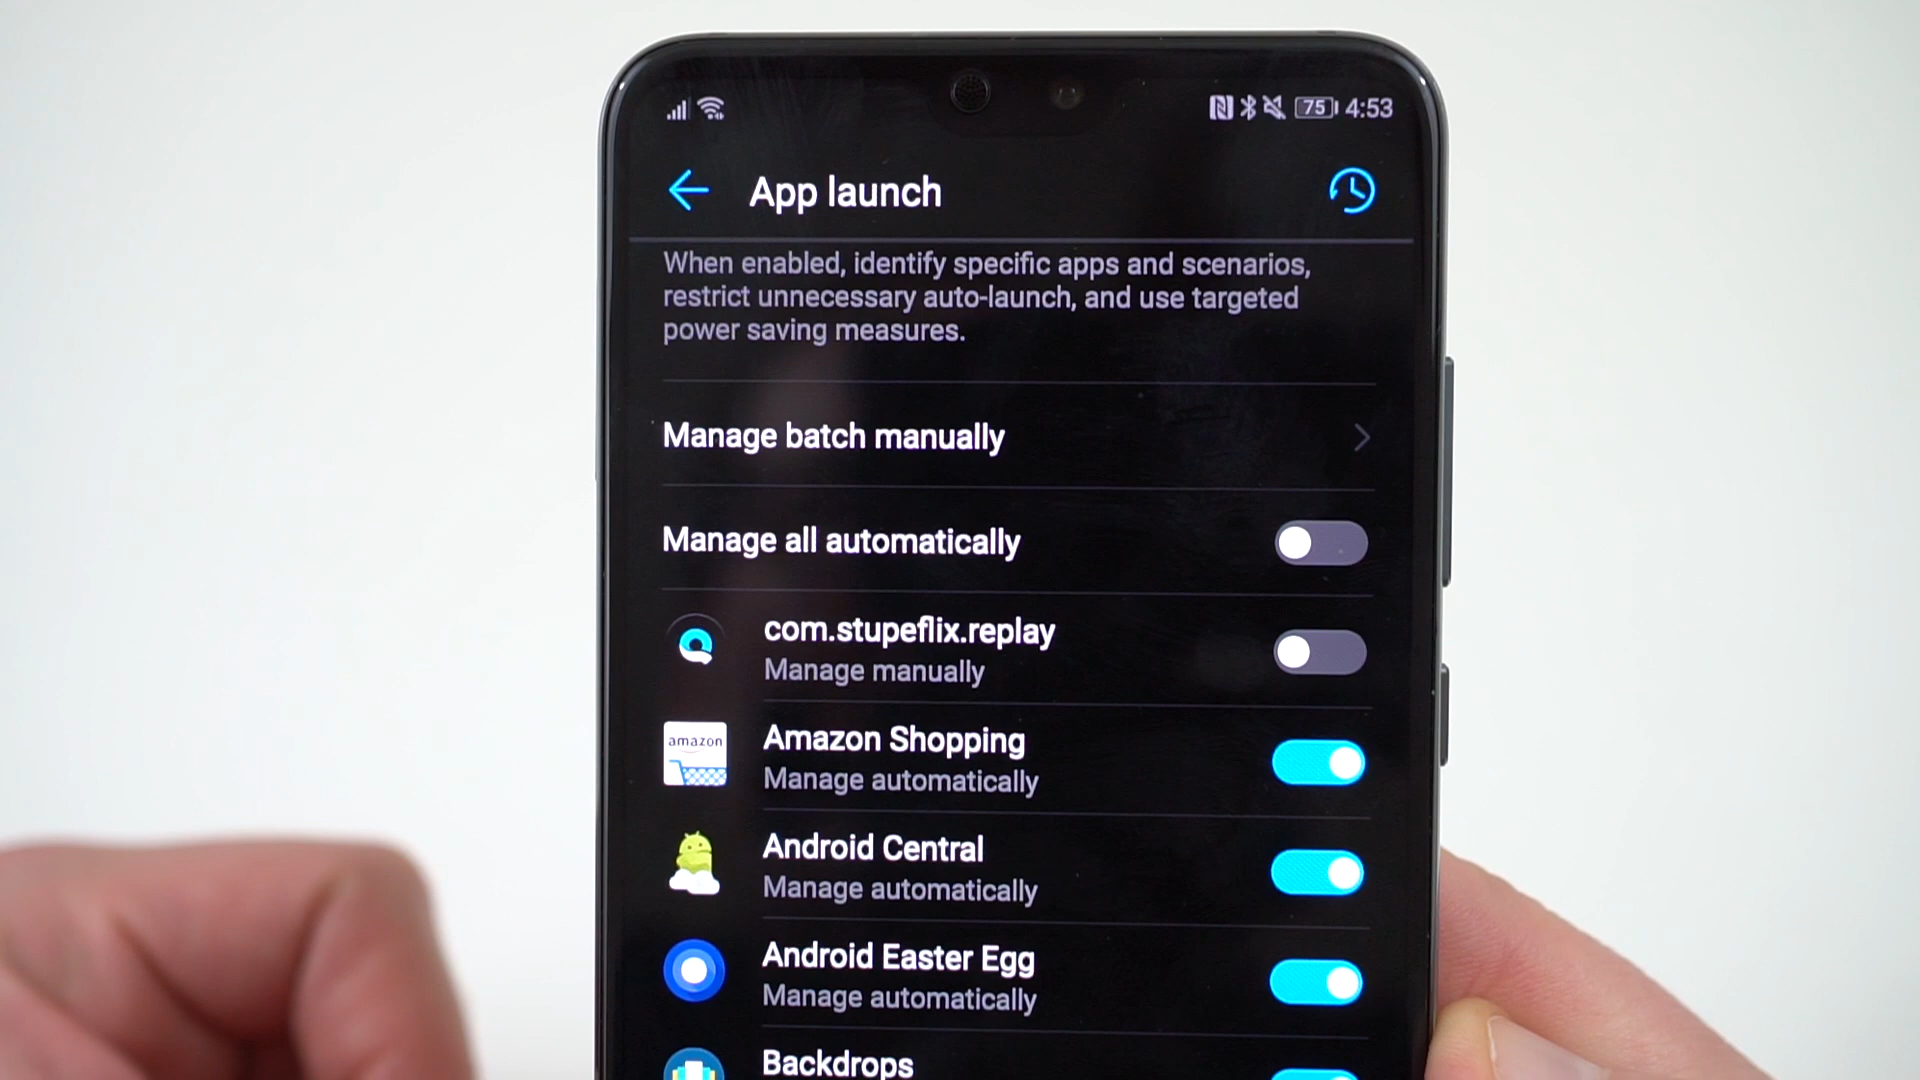 75 4:53
App launch
When enabled, identify specific apps and scenarios,
restrict unnecessary auto-launch, and use targeted
power saving measures.
Manage batch manually
Manage all automatically
com.stupeflix.replay
Manage manually
amazon
Amazon Shopping
Manage automatically
Android Central
Manage automatically
Android Easter Egg
Manage automatically
Backdrops